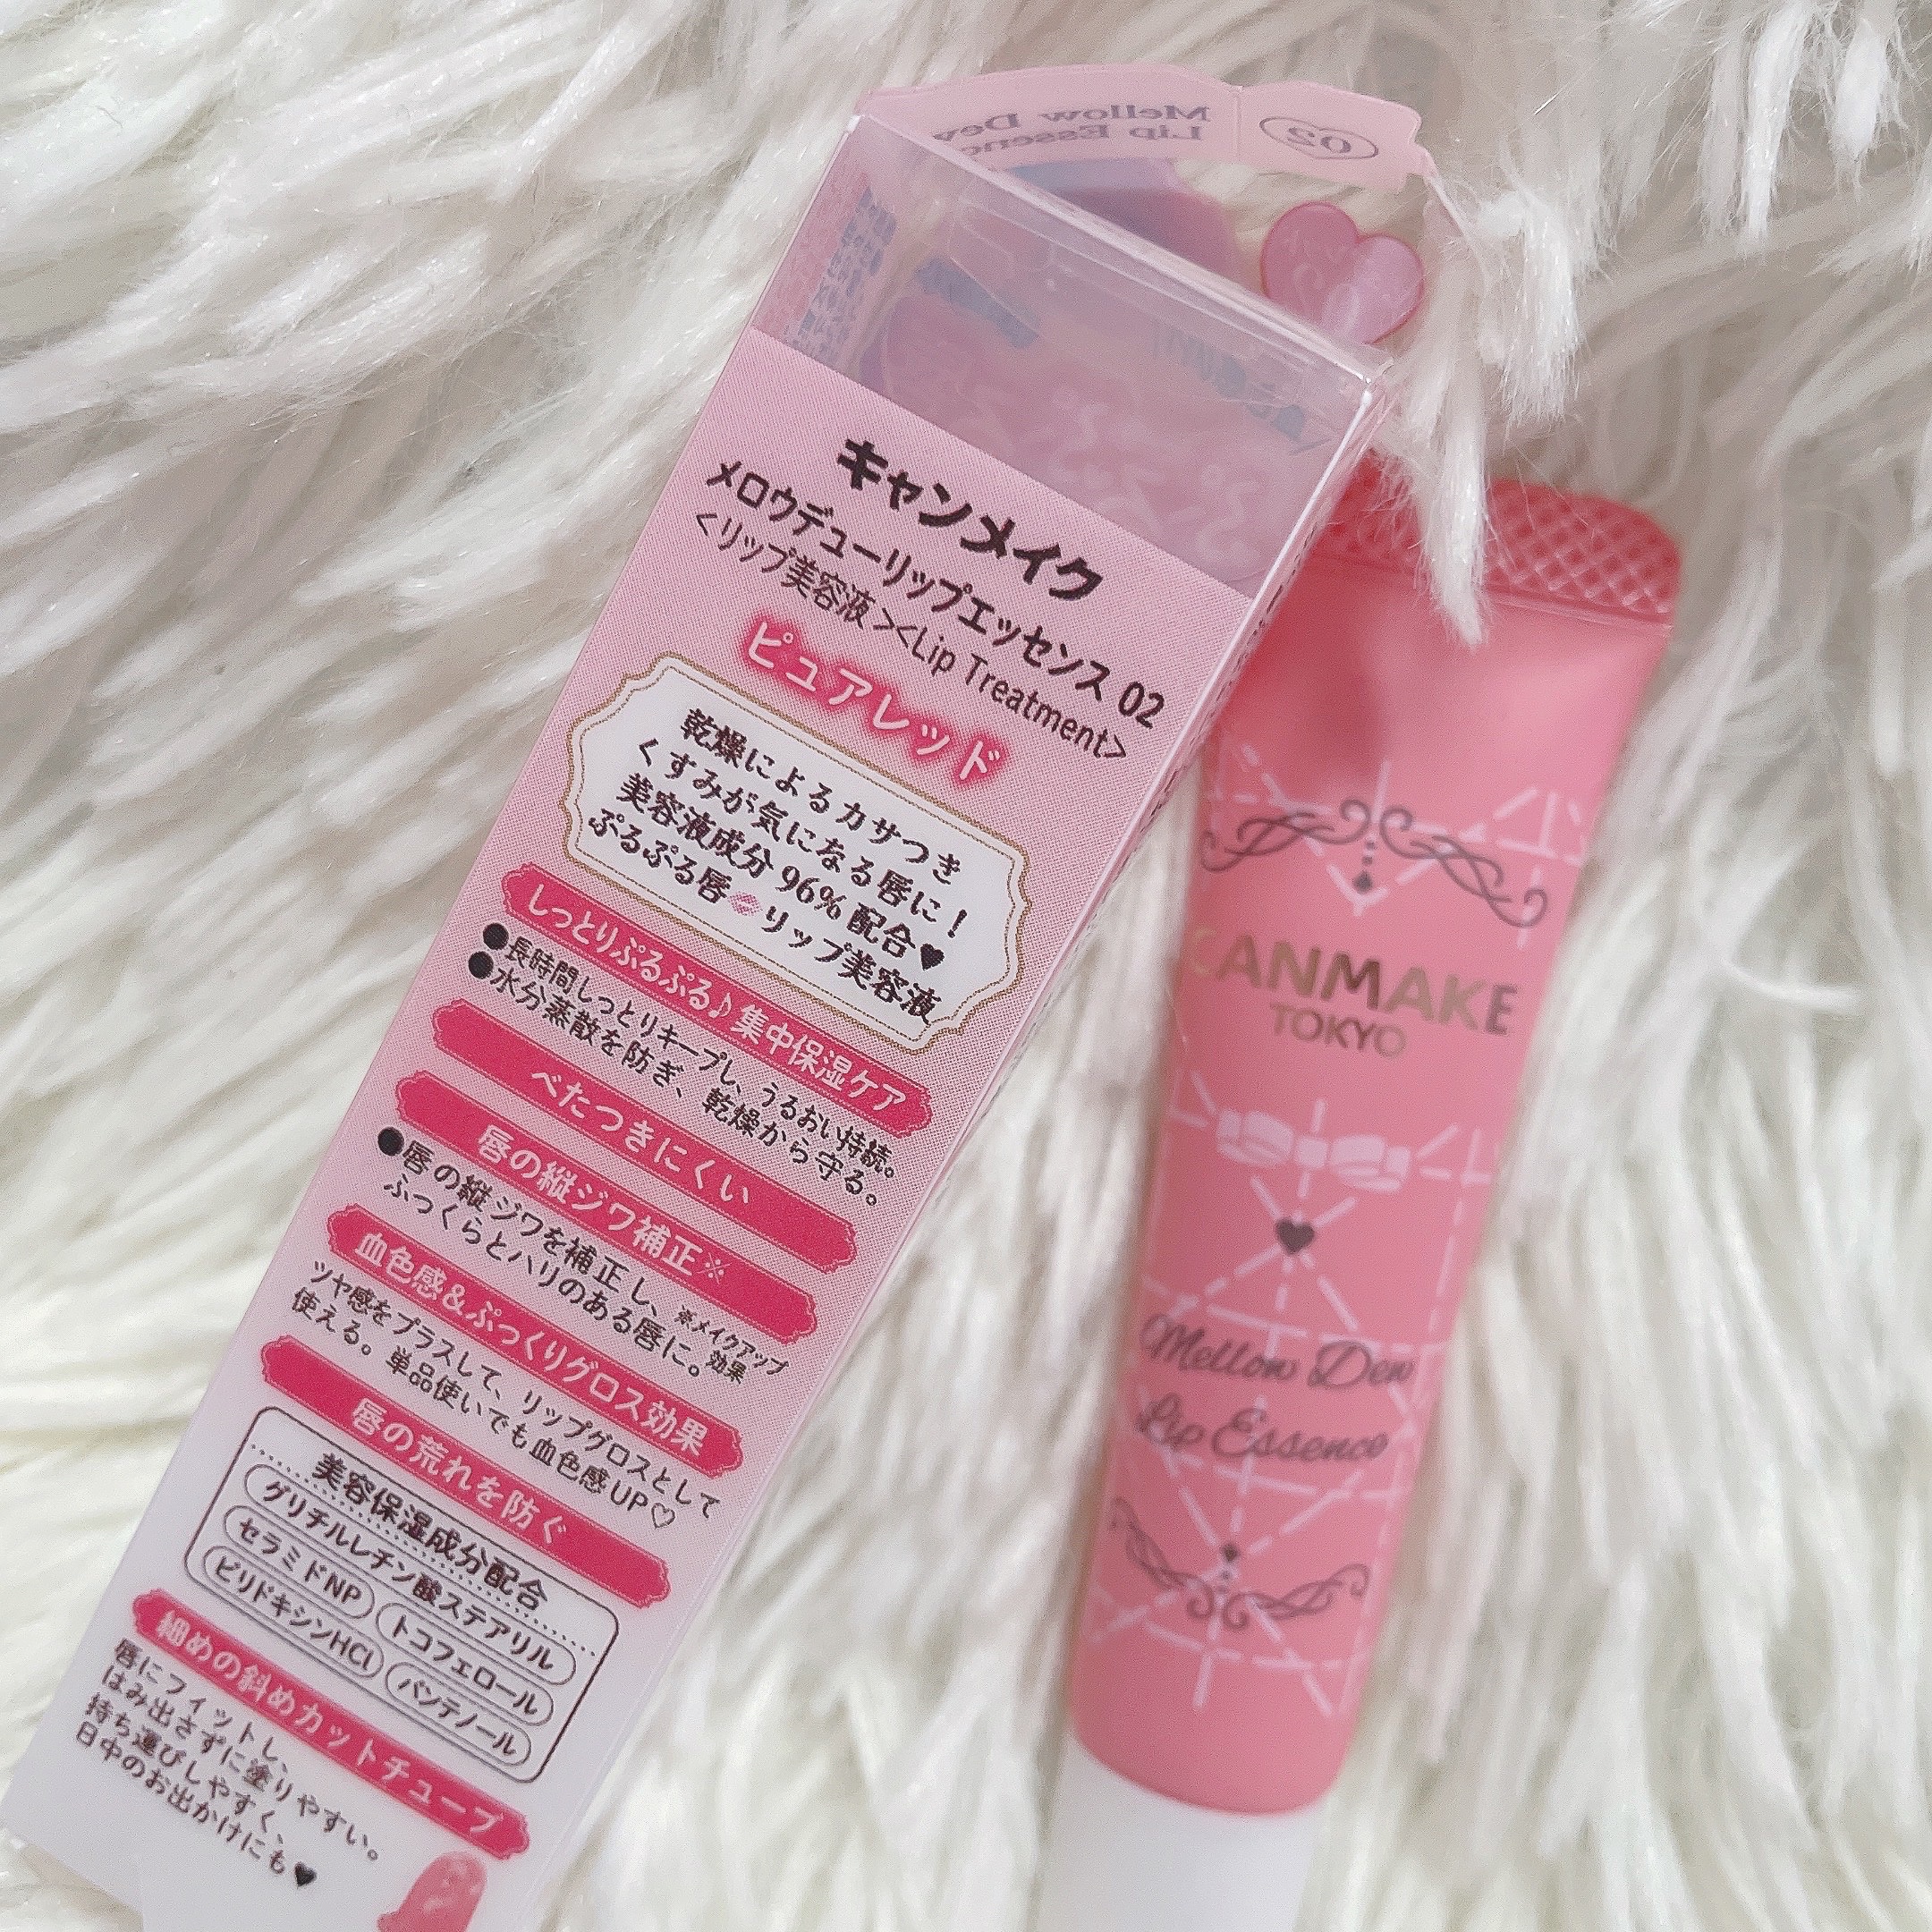 Mellow Dew
Lip Essence
02
キャンメイク
メロウデューリップエッセンス 02
<リップ美容液><Lip Treatment>
ピュアレッド
乾燥によるカサつき
くすみが気になる唇に!
美容液成分 96% 配合♥
ぷるぷる唇💋リップ美容液
しっとりぷるぷる♪集中保湿ケア
●長時間しっとりキープし、うるおい持続。
●水分蒸散を防ぎ、乾燥から守る。
べたつきにくい
唇の縦ジワ補正※
●唇の縦ジワを補正し、
ふっくらとハリのある唇に。
※メイクアップ
効果
血色感&ぷっくりグロス効果
ツヤ感をプラスして、リップグロスとして
使える。単品使いでも血色感UP♡
唇の荒れを防ぐ
美容保湿成分配合
グリチルレチン酸ステアリル
セラミドNP
トコフェロール
ピリドキシンHCl
パンテノール
細めの斜めカットチューブ
唇にフィットし、
はみ出さずに塗りやすい。
持ち運びしやすく、
日中のお出かけにも♥
CANMAKE
TOKYO
Mellow Dew
Lip Essence